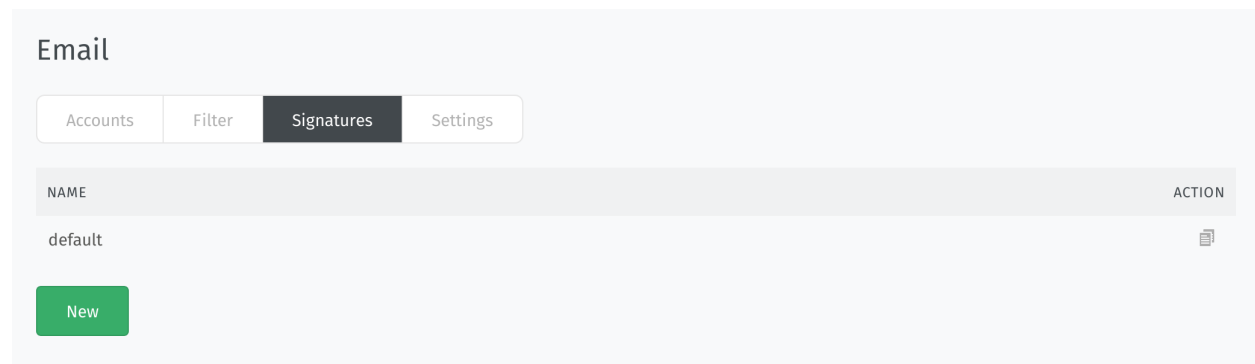 Email
Accounts Filter Signatures Settings
NAME ACTION
default
New